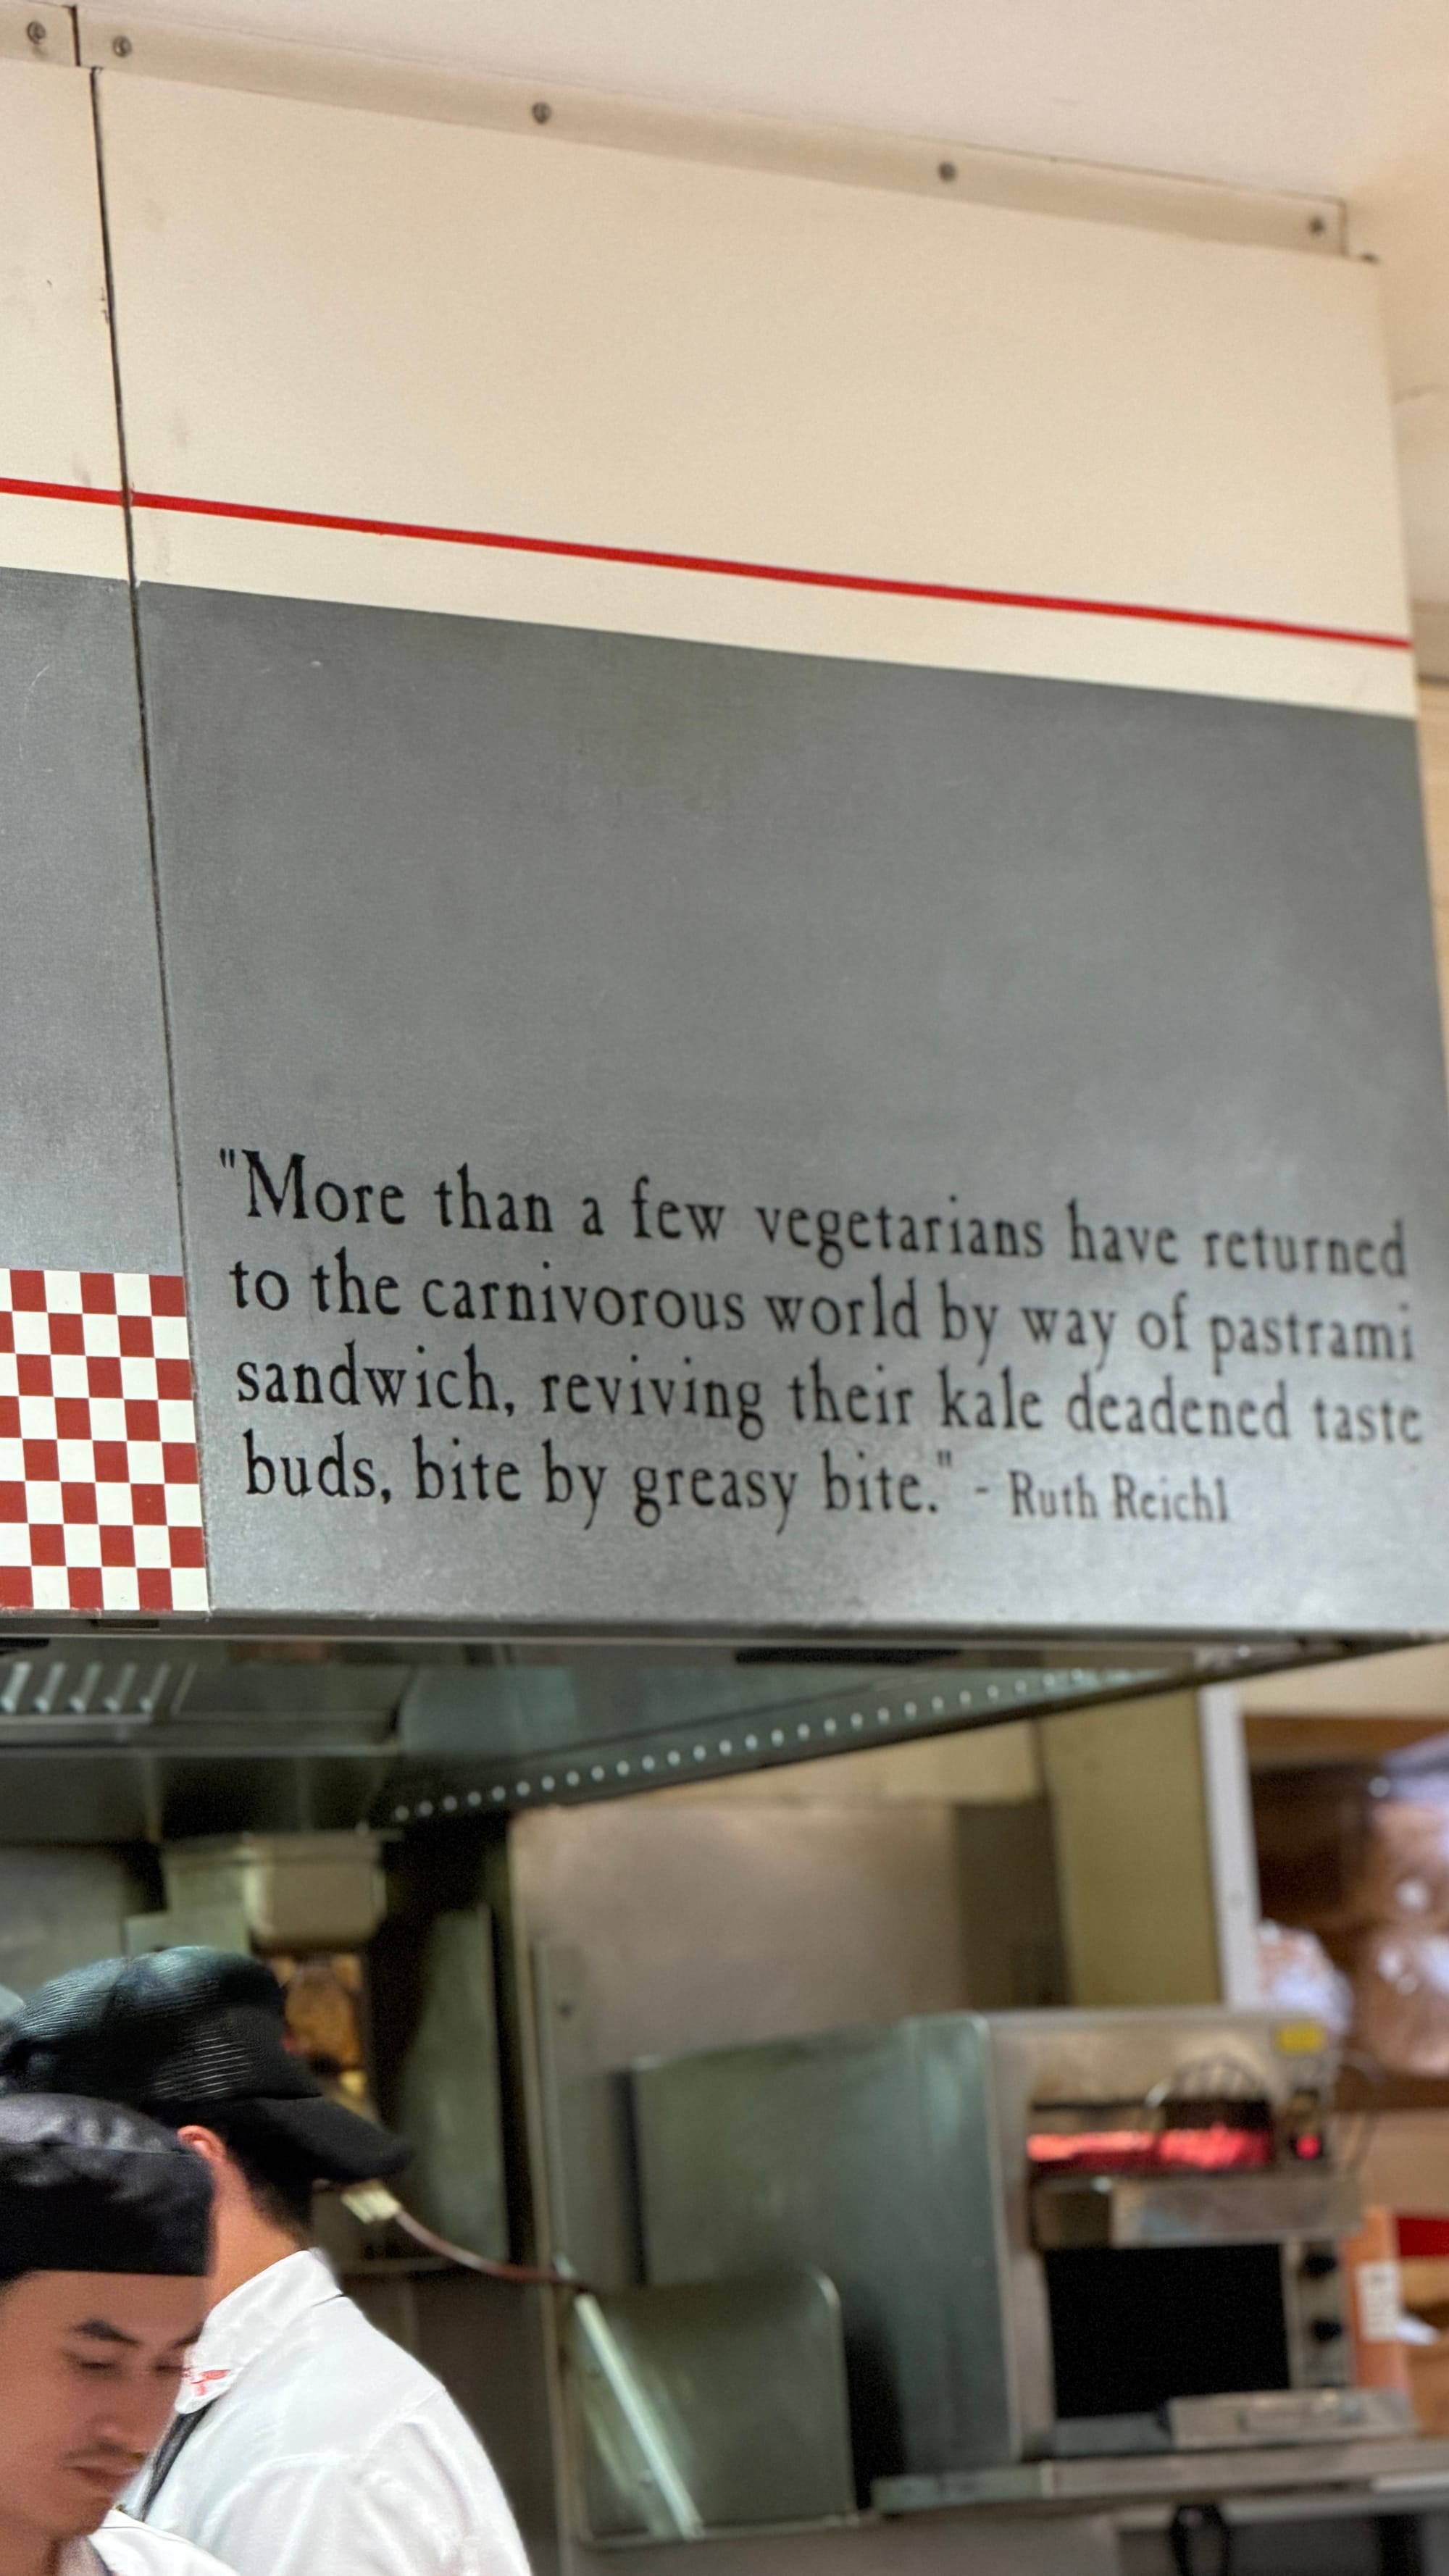 "More than a few vegetarians have returned
to the carnivorous world by way of pastrami
sandwich, reviving their kale deadened taste
buds, bite by greasy bite." - Ruth Reichl